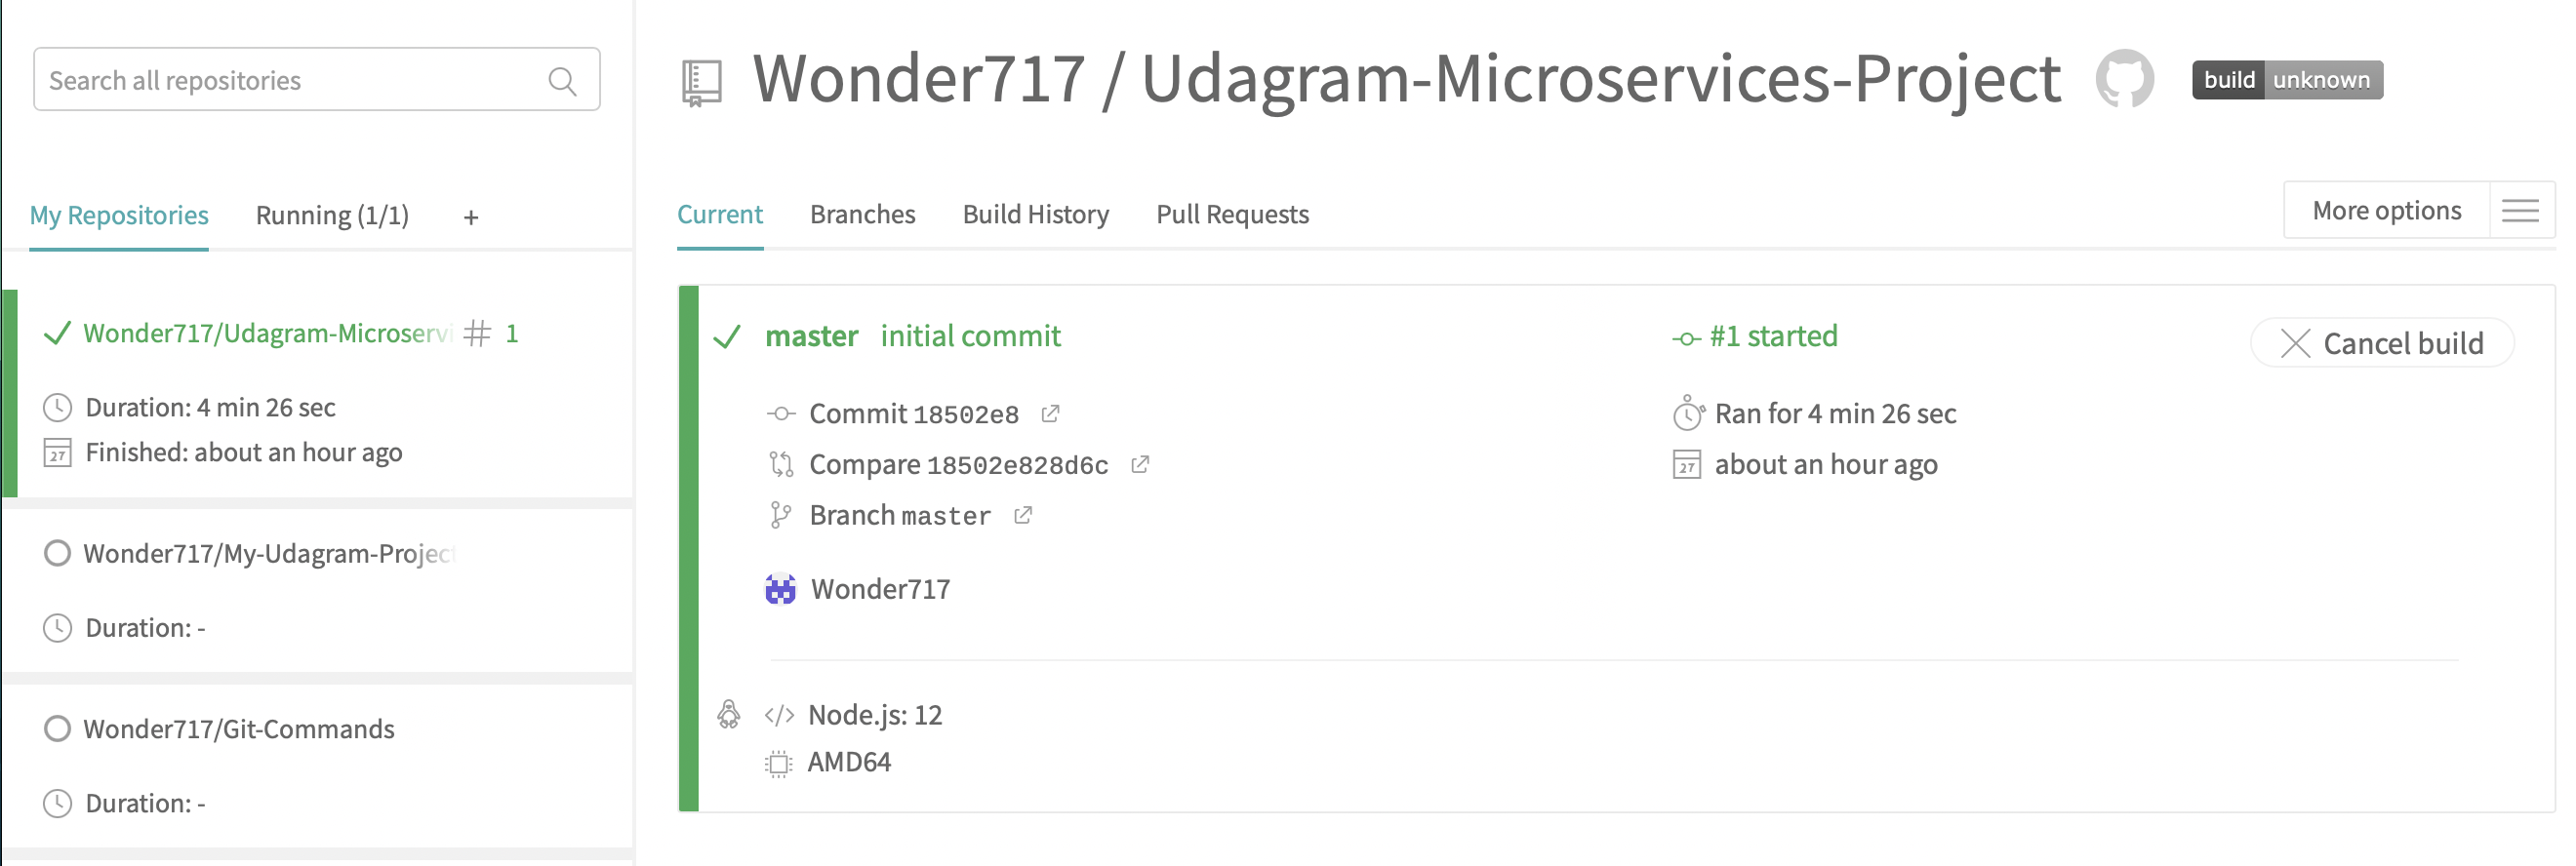 Search all repositories
My Repositories Running (1/1) +
Wonder717/Udagram-Microservi # 1
Duration: 4 min 26 sec
27 Finished: about an hour ago
Wonder717/My-Udagram-Project
Duration: -
Wonder717/Git-Commands
Duration: -
Wonder717 / Udagram-Microservices-Project build unknown
Current Branches Build History Pull Requests More options
master initial commit
Commit 18502e8
Compare 18502e828d6c
Branch master
Wonder717
#1 started
Cancel build
Ran for 4 min 26 sec
27 about an hour ago
</> Node.js: 12
AMD64